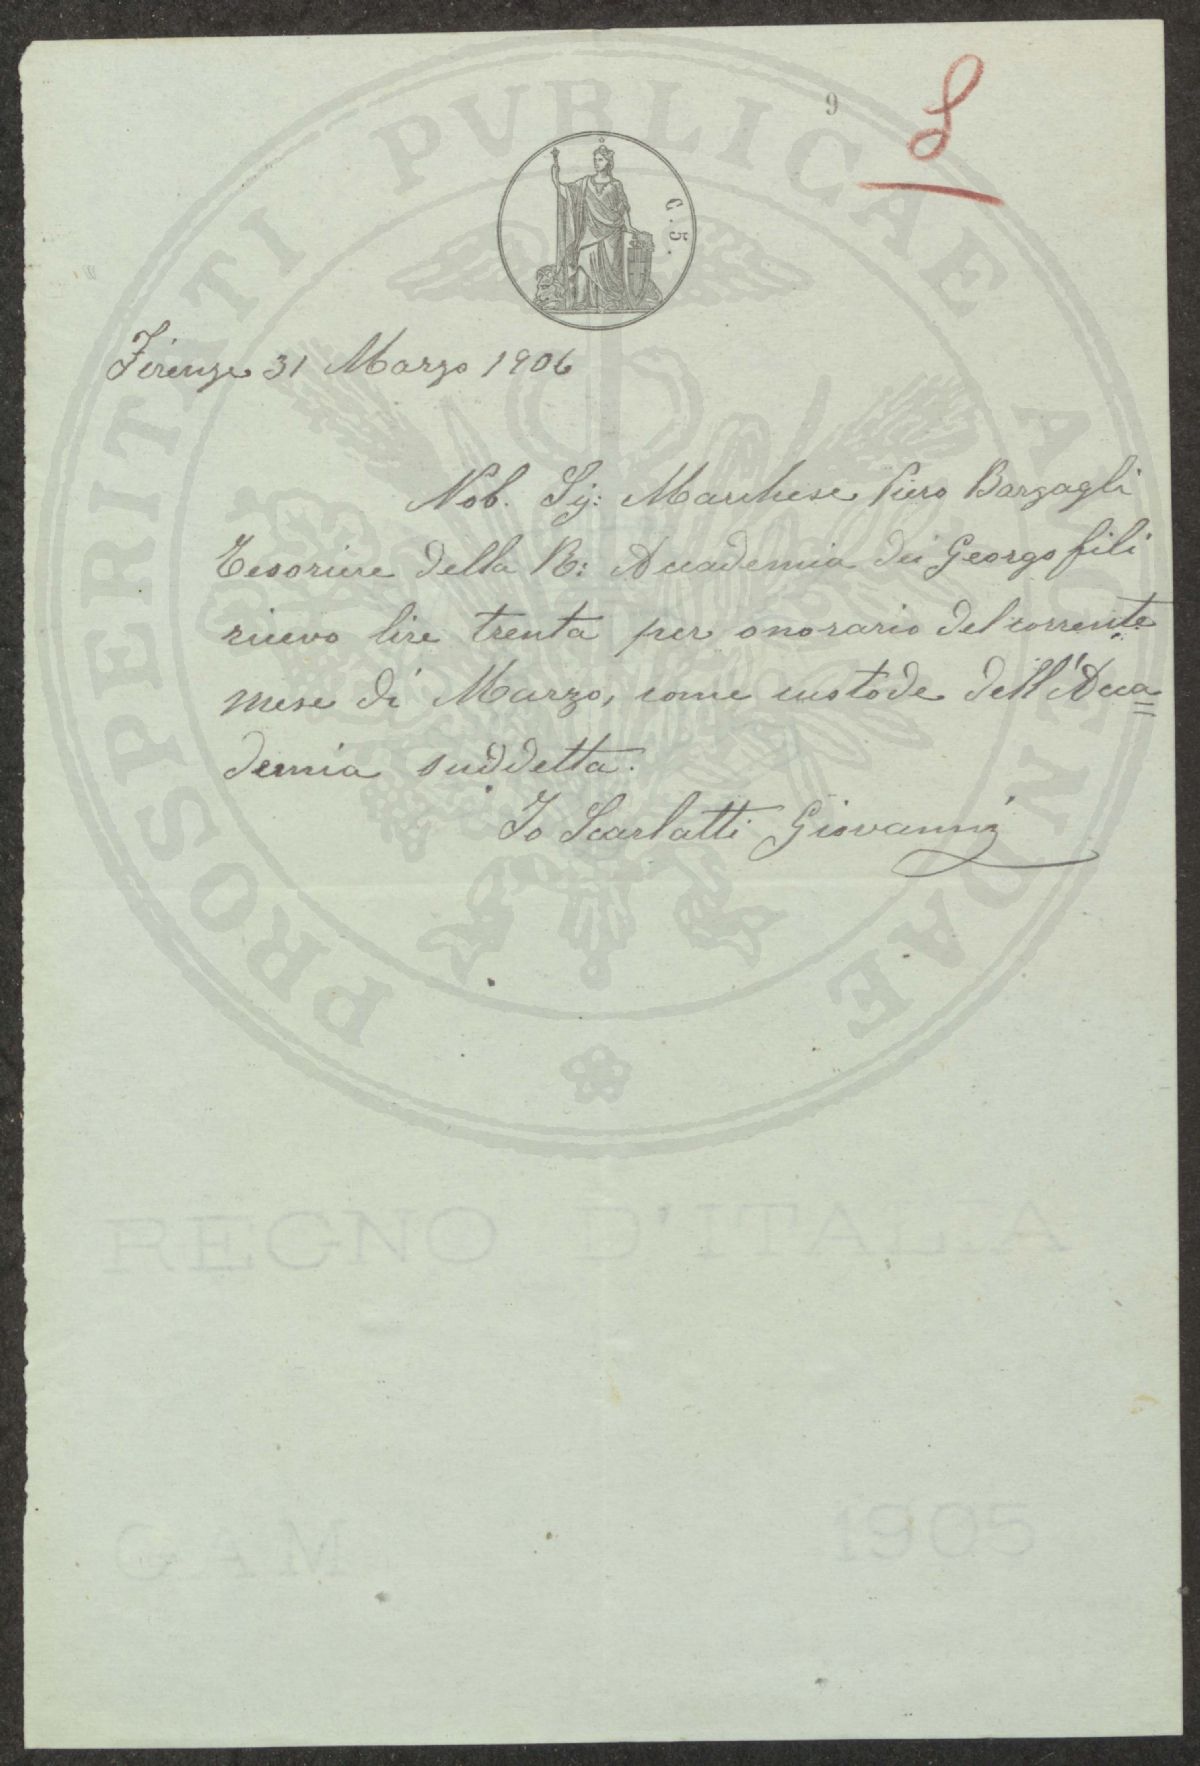 9
C. 5.
Firenze 31 Marzo 1906
Nob. Sig: Marchese Piero Bargagli
Tesoriere della R: Accademia dei Georgofili
ricevo lire trenta per onorario del corrente
mese di Marzo, come custode dell'Acca=
demia suddetta.
Io Scarlatti Giovanni
PROSPERITATI PVBLICAE AVGENDAE
REGNO D'ITALIA
CAM 1905